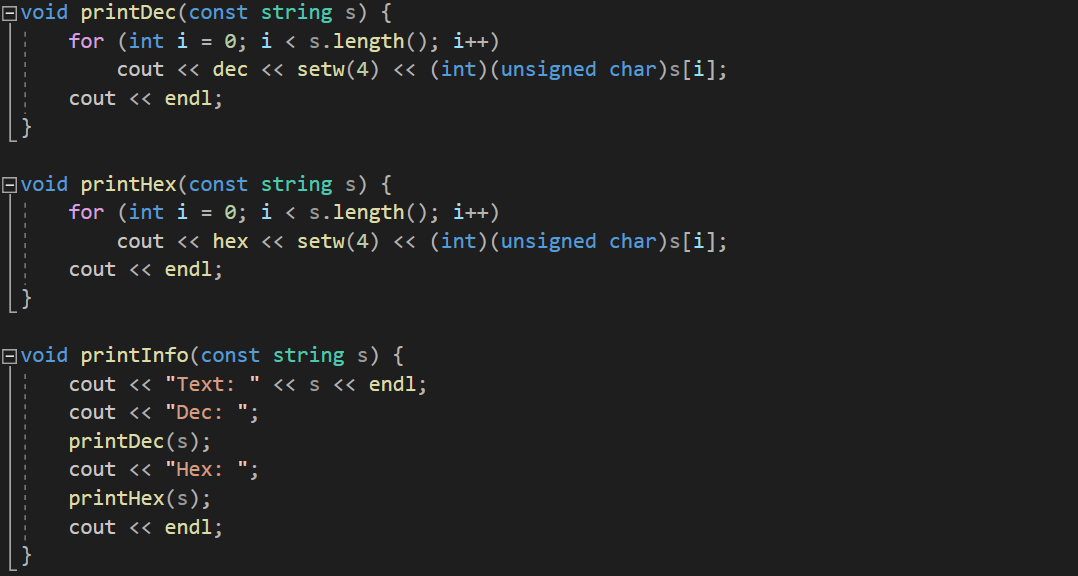 void printDec(const string s) {
    for (int i = 0; i < s.length(); i++)
        cout << dec << setw(4) << (int)(unsigned char)s[i];
    cout << endl;
}

void printHex(const string s) {
    for (int i = 0; i < s.length(); i++)
        cout << hex << setw(4) << (int)(unsigned char)s[i];
    cout << endl;
}

void printInfo(const string s) {
    cout << "Text: " << s << endl;
    cout << "Dec: ";
    printDec(s);
    cout << "Hex: ";
    printHex(s);
    cout << endl;
}